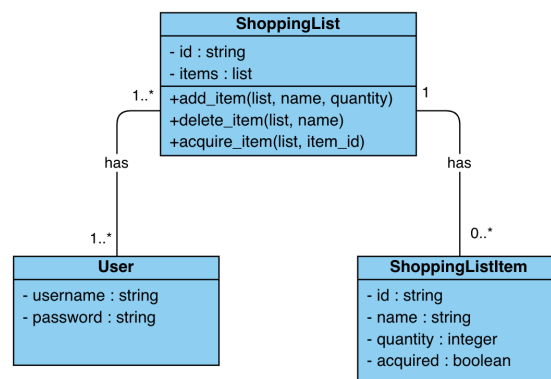 ShoppingList
- id : string
- items : list
+add_item(list, name, quantity)
+delete_item(list, name)
+acquire_item(list, item_id)
1..*
1
has
has
1..*
0..*
User
- username : string
- password : string
ShoppingListItem
- id : string
- name : string
- quantity : integer
- acquired : boolean